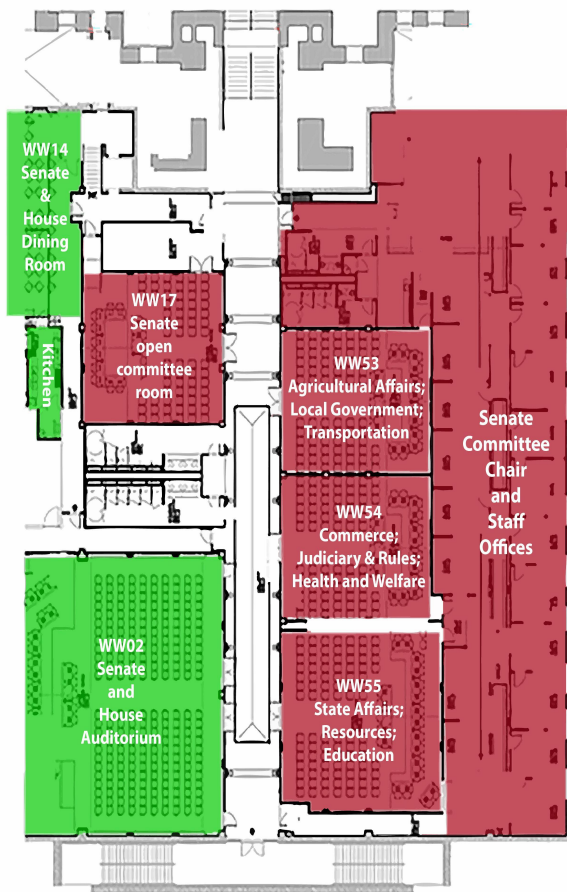 WW14
Senate
&
House
Dining
Room
Kitchen
WW17
Senate
open
committee
room
WW53
Agricultural Affairs;
Local Government;
Transportation
WW54
Commerce;
Judiciary & Rules;
Health and Welfare
WW55
State Affairs;
Resources;
Education
Senate
Committee
Chair
and
Staff
Offices
WW02
Senate
and
House
Auditorium